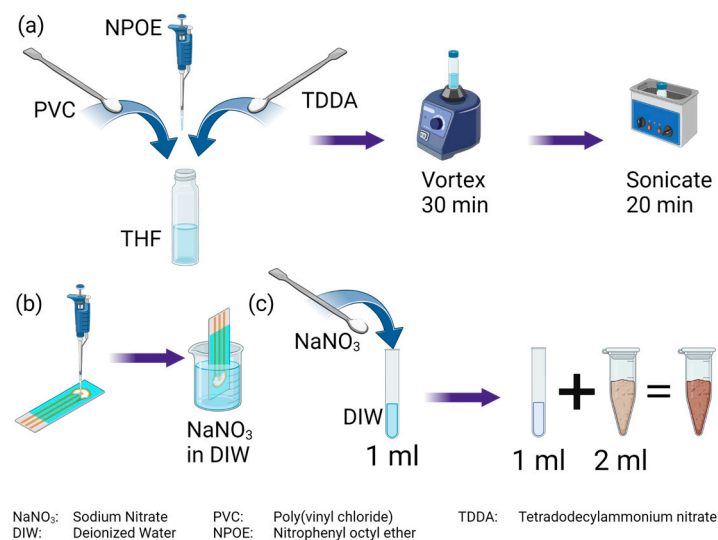 (a)
NPOE
PVC
TDDA
THF
Vortex
30 min
Sonicate
20 min
(b)
NaNO₃
in DIW
(c)
NaNO₃
DIW
1 ml
+
=
1 ml
2 ml
NaNO₃: Sodium Nitrate PVC: Poly(vinyl chloride) TDDA: Tetradodecylammonium nitrate
DIW: Deionized Water NPOE: Nitrophenyl octyl ether